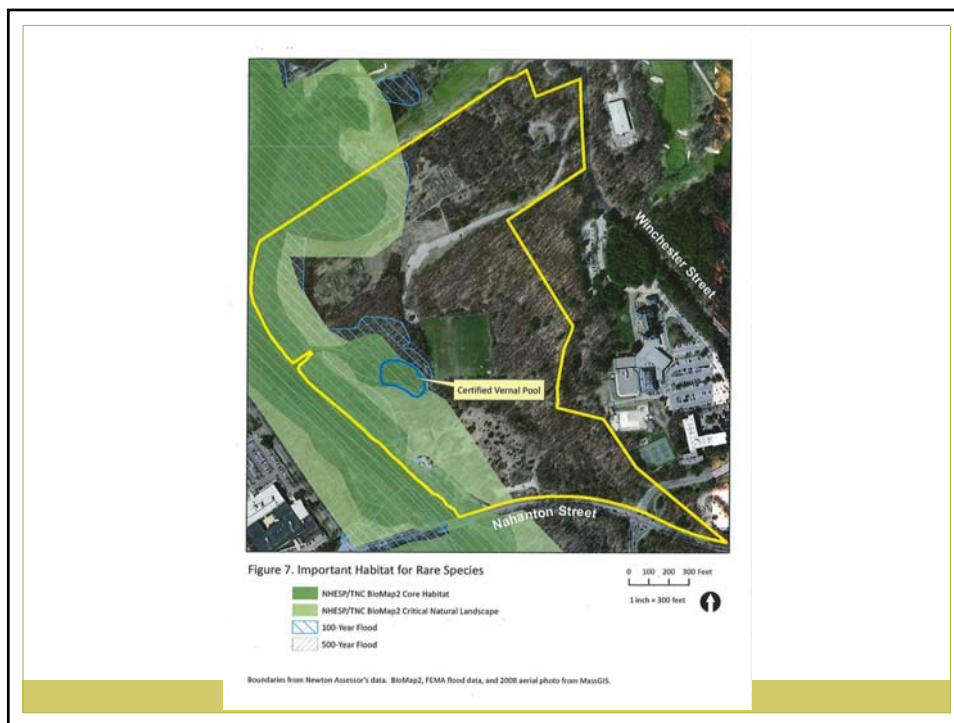 Winchester Street
Certified Vernal Pool
Nahanton Street
Figure 7. Important Habitat for Rare Species
NHESP/TNC BioMap2 Core Habitat
NHESP/TNC BioMap2 Critical Natural Landscape
100-Year Flood
500-Year Flood
0 100 200 300 Feet
1 inch = 300 feet
Boundaries from Newton Assessor's data. BioMap2, FEMA flood data, and 2008 aerial photo from MassGIS.